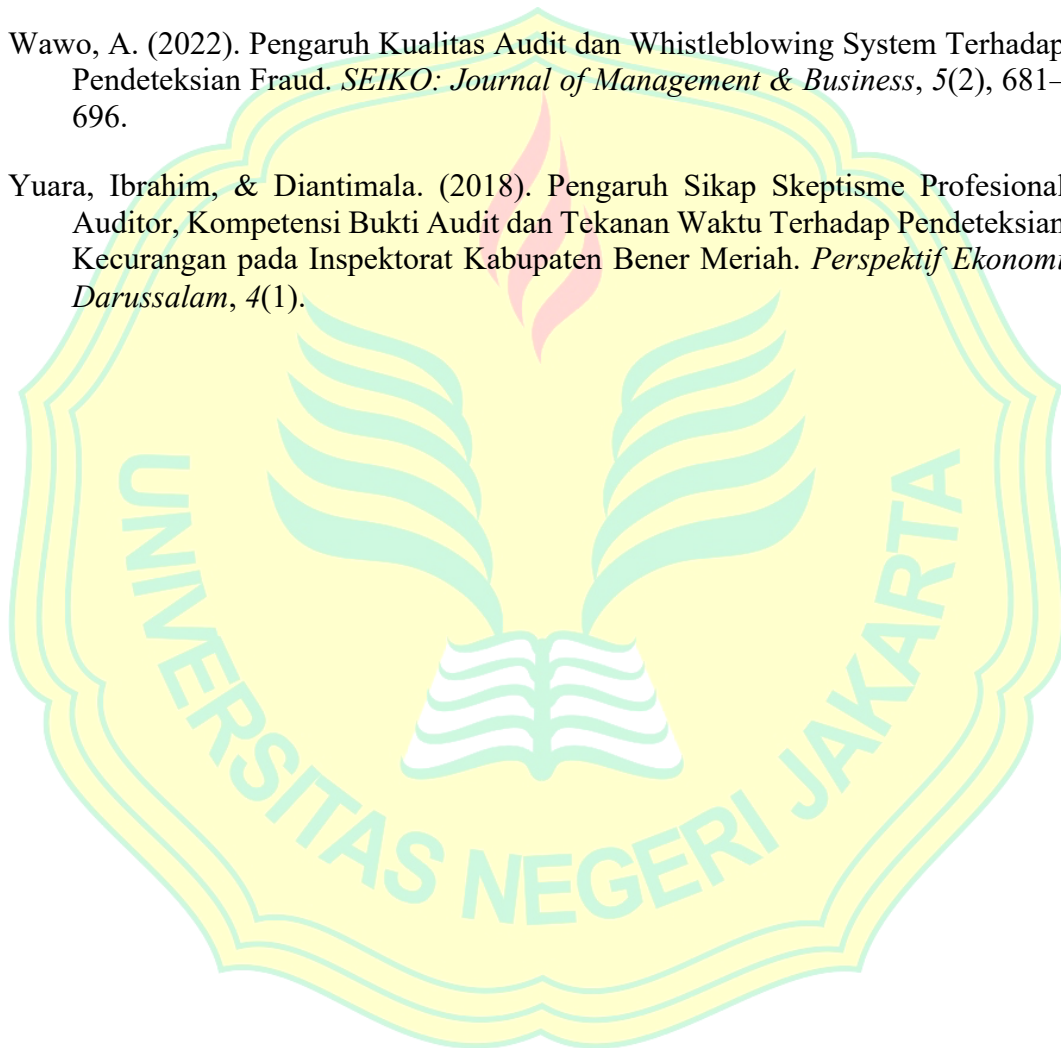 Wawo, A. (2022). Pengaruh Kualitas Audit dan Whistleblowing System Terhadap
Pendeteksian Fraud. SEIKO: Journal of Management & Business, 5(2), 681–
696.
Yuara, Ibrahim, & Diantimala. (2018). Pengaruh Sikap Skeptisme Profesional
Auditor, Kompetensi Bukti Audit dan Tekanan Waktu Terhadap Pendeteksian
Kecurangan pada Inspektorat Kabupaten Bener Meriah. Perspektif Ekonomi
Darussalam, 4(1).
UNIVERSITAS NEGERI JAKARTA